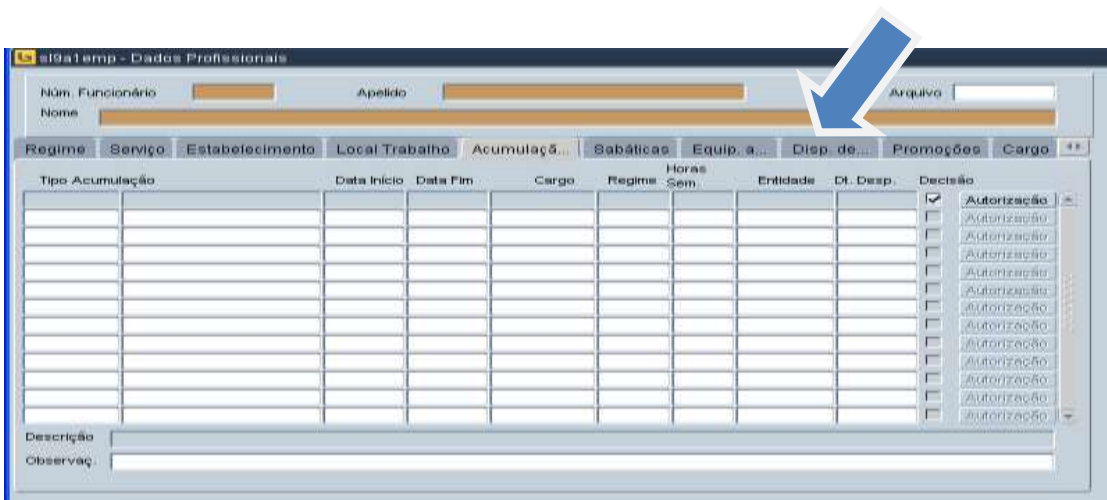 sl9a1emp - Dados Profissionais
Núm. Funcionário Apelido Arquivo
Nome
Regime Serviço Estabelecimento Local Trabalho Acumulaçã... Sabáticas Equip. a... Disp. de... Promoções Cargo
Horas
Tipo Acumulação Data Início Data Fim Cargo Regime Sem. Entidade Dt. Desp. Decisão
Autorização
Autorização
Autorização
Autorização
Autorização
Autorização
Autorização
Autorização
Autorização
Autorização
Autorização
Autorização
Autorização
Descrição
Observaç.